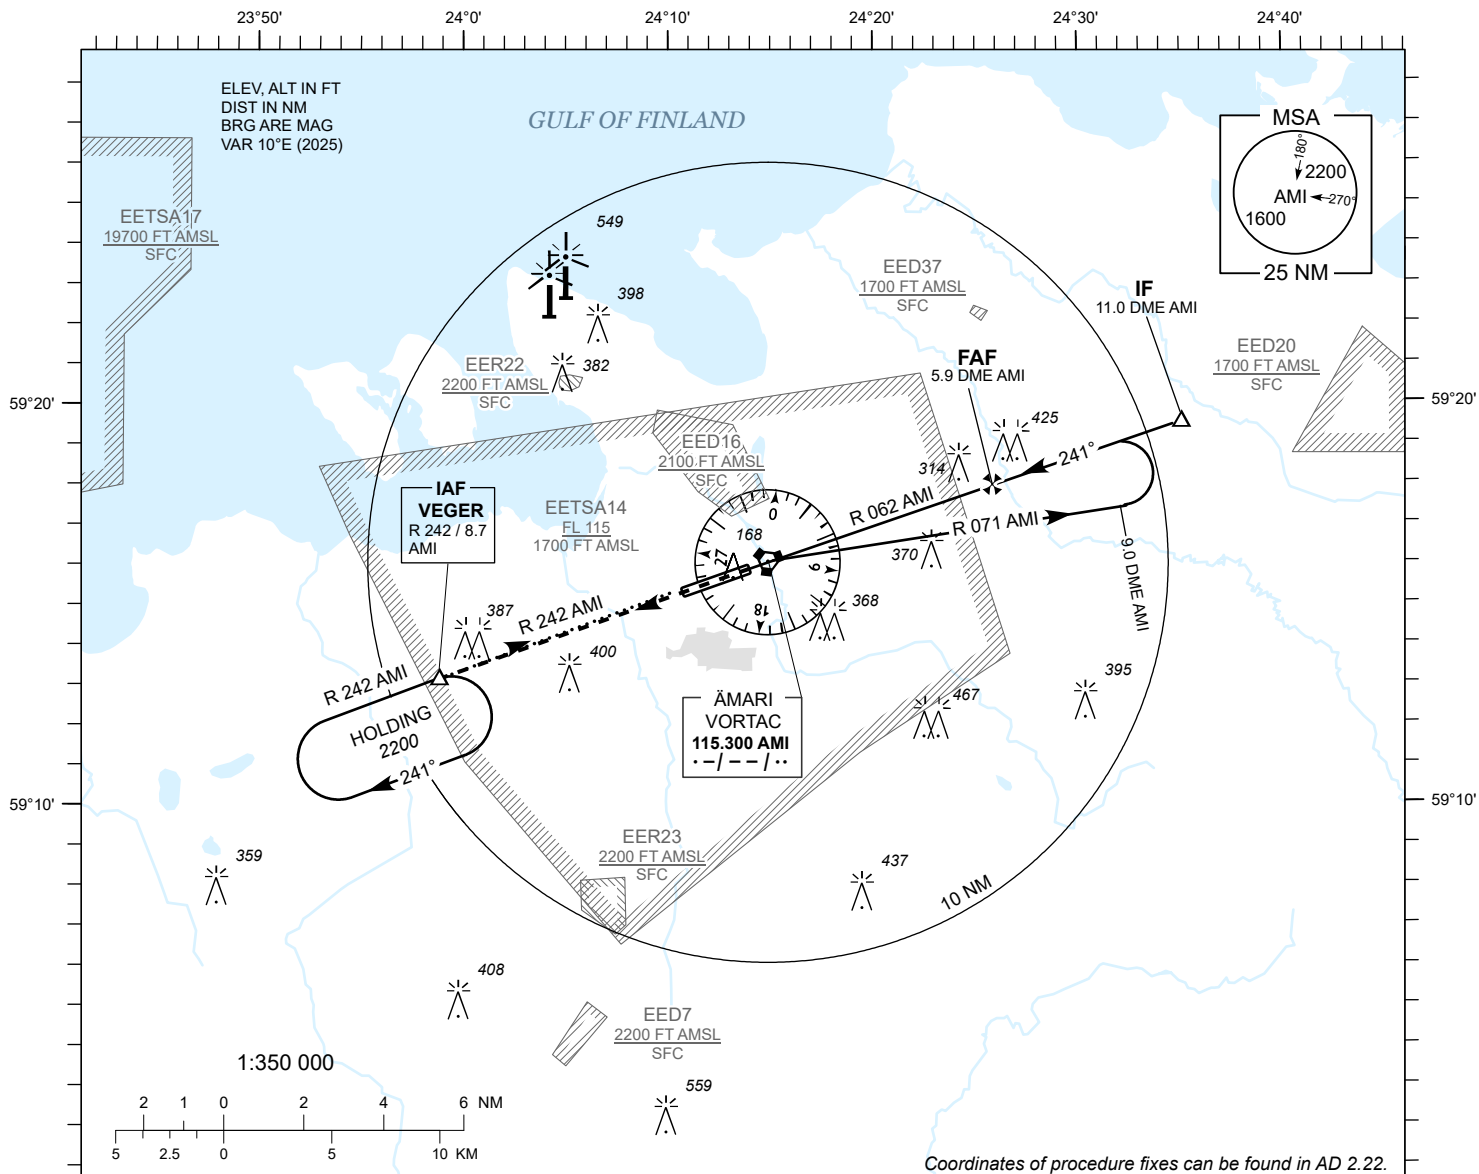 23°50'
24°0'
24°10'
24°20'
24°30'
24°40'
ELEV, ALT IN FT
DIST IN NM
BRG ARE MAG
VAR 10°E (2025)
GULF OF FINLAND
MSA
180°
2200
AMI
270°
1600
25 NM
EETSA17
19700 FT AMSL
SFC
549
398
382
EED37
1700 FT AMSL
SFC
IF
11.0 DME AMI
EED20
1700 FT AMSL
SFC
EER22
2200 FT AMSL
SFC
FAF
5.9 DME AMI
59°20'
59°20'
425
314
241°
EED16
2100 FT AMSL
SFC
IAF
VEGER
R 242 / 8.7
AMI
EETSA14
FL 115
1700 FT AMSL
0
9
18
27
168
R 062 AMI
R 071 AMI
370
9.0 DME AMI
368
387
R 242 AMI
400
R 242 AMI
HOLDING
2200
241°
ÄMARI
VORTAC
115.300 AMI
·–/––/··
467
395
59°10'
59°10'
EER23
2200 FT AMSL
SFC
359
437
10 NM
408
EED7
2200 FT AMSL
SFC
559
1:350 000
2 1 0 2 4 6 NM
5 2.5 0 5 10 KM
Coordinates of procedure fixes can be found in AD 2.22.